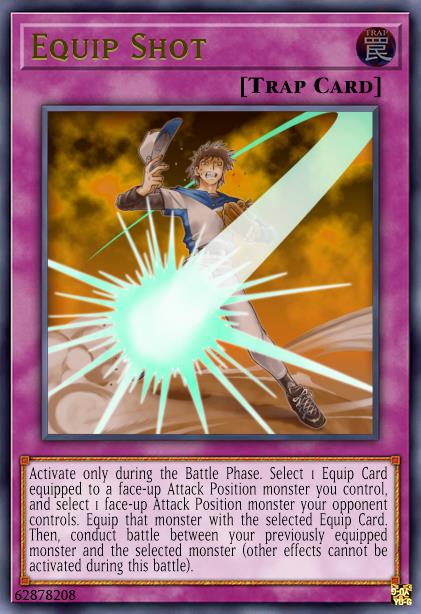 Equip Shot
TRAP
罠
[Trap Card]
Activate only during the Battle Phase. Select 1 Equip Card
equipped to a face-up Attack Position monster you control,
and select 1 face-up Attack Position monster your opponent
controls. Equip that monster with the selected Equip Card.
Then, conduct battle between your previously equipped
monster and the selected monster (other effects cannot be
activated during this battle).
62878208